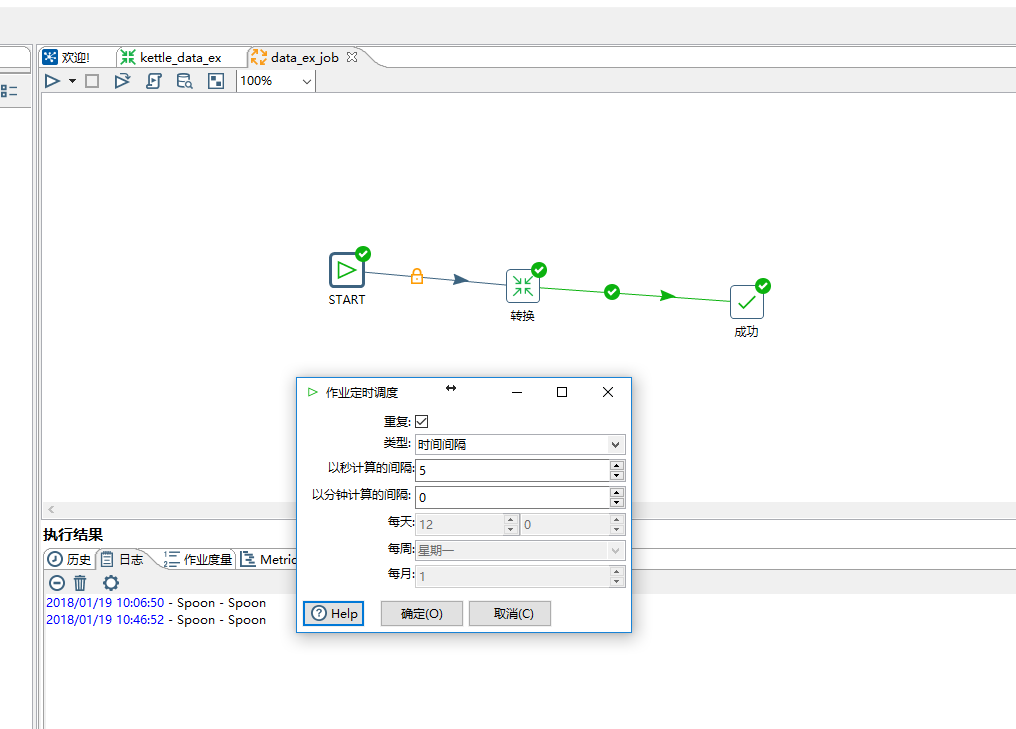 欢迎!
kettle_data_ex
data_ex_job
100%
START
转换
成功
作业定时调度
重复:
类型: 时间间隔
以秒计算的间隔: 5
以分钟计算的间隔: 0
每天: 12 0
每周: 星期一
每月: 1
Help 确定(O) 取消(C)
执行结果
历史 日志 作业度量 Metric
2018/01/19 10:06:50 - Spoon - Spoon
2018/01/19 10:46:52 - Spoon - Spoon